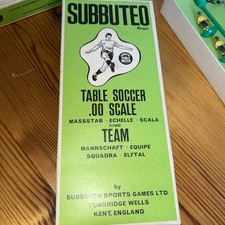 SUBBUTEO
Regd.
TABLE SOCCER
.00 SCALE
MASSSTAB · ECHELLE · SCALA
TEAM
MANNSCHAFT · EQUIPE
SQUADRA · ELFTAL
by
SUBBUTEO SPORTS GAMES LTD.
TUNBRIDGE WELLS
KENT, ENGLAND